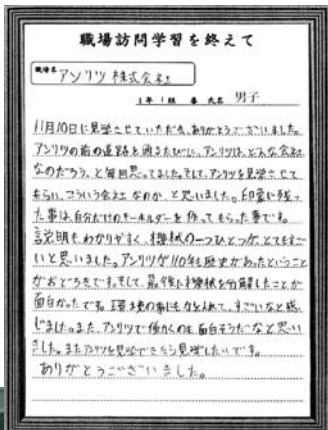 職場訪問学習を終えて
職場名 アンリツ 株式会社
1年 1組 番 氏名 男子
11月10日に見学させていただき、ありがとうございました。
アンリツの前の道路を通るたびに、アンリツは、どんな会社
なのだろう、と毎回思ってました。そして、アンリツを見学させて
もらい、こういう会社なのか、と思いました。印象に残っ
た事は、自分だけのキーホルダーを作ってもらった事です。
説明もわかりやすく、機械の一つひとつが、とてもすご
いと思いました。アンリツが110年も歴史があったということ
がおどろきです。そして、最後に機械を分解したことが
面白かったです。環境の事にも力を入れて、すごいなと感
じました。また、アンリツで働くのも面白そうだなと思い
ました。またアンリツを見学できたら見学したいです。
ありがとうございました。